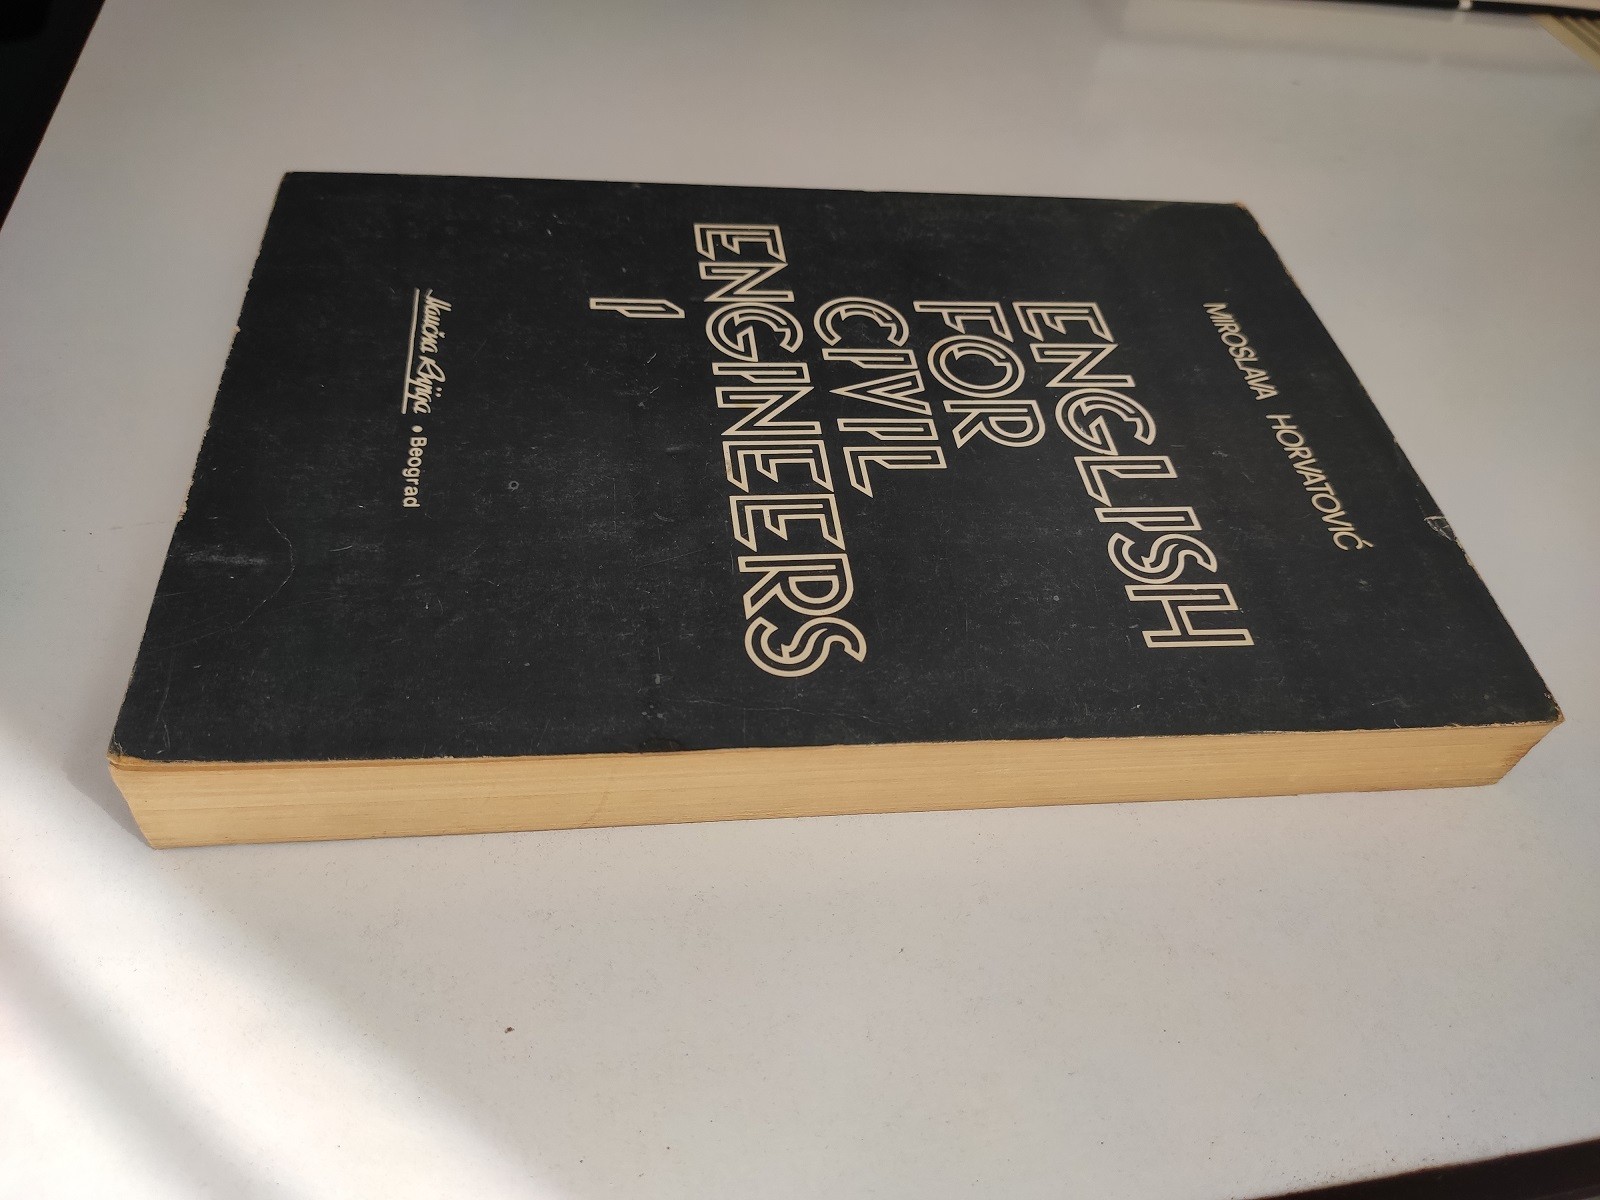 MIROSLAVA HORVATOVIĆ
ENGLISH
FOR
CIVIL
ENGINEERS
I
Naučna Knjiga • Beograd